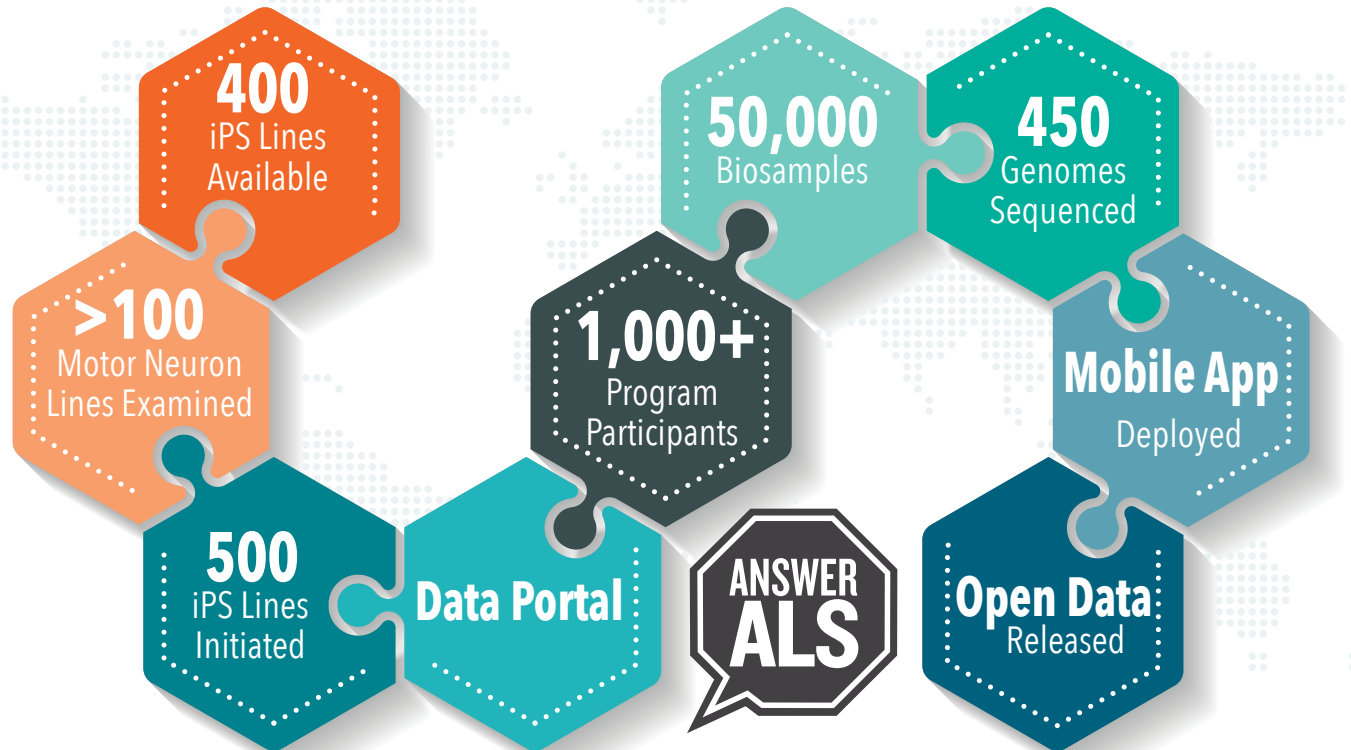 400
iPS Lines
Available
>100
Motor Neuron
Lines Examined
500
iPS Lines
Initiated
Data Portal
1,000+
Program
Participants
50,000
Biosamples
450
Genomes
Sequenced
Mobile App
Deployed
Open Data
Released
ANSWER
ALS